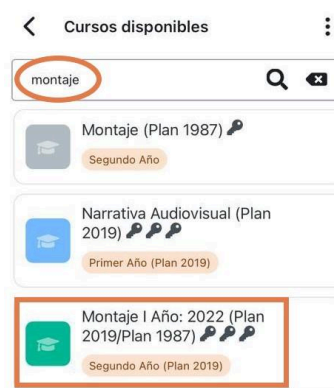 Cursos disponibles
montaje
Montaje (Plan 1987)
Segundo Año
Narrativa Audiovisual (Plan
2019)
Primer Año (Plan 2019)
Montaje I Año: 2022 (Plan
2019/Plan 1987)
Segundo Año (Plan 2019)